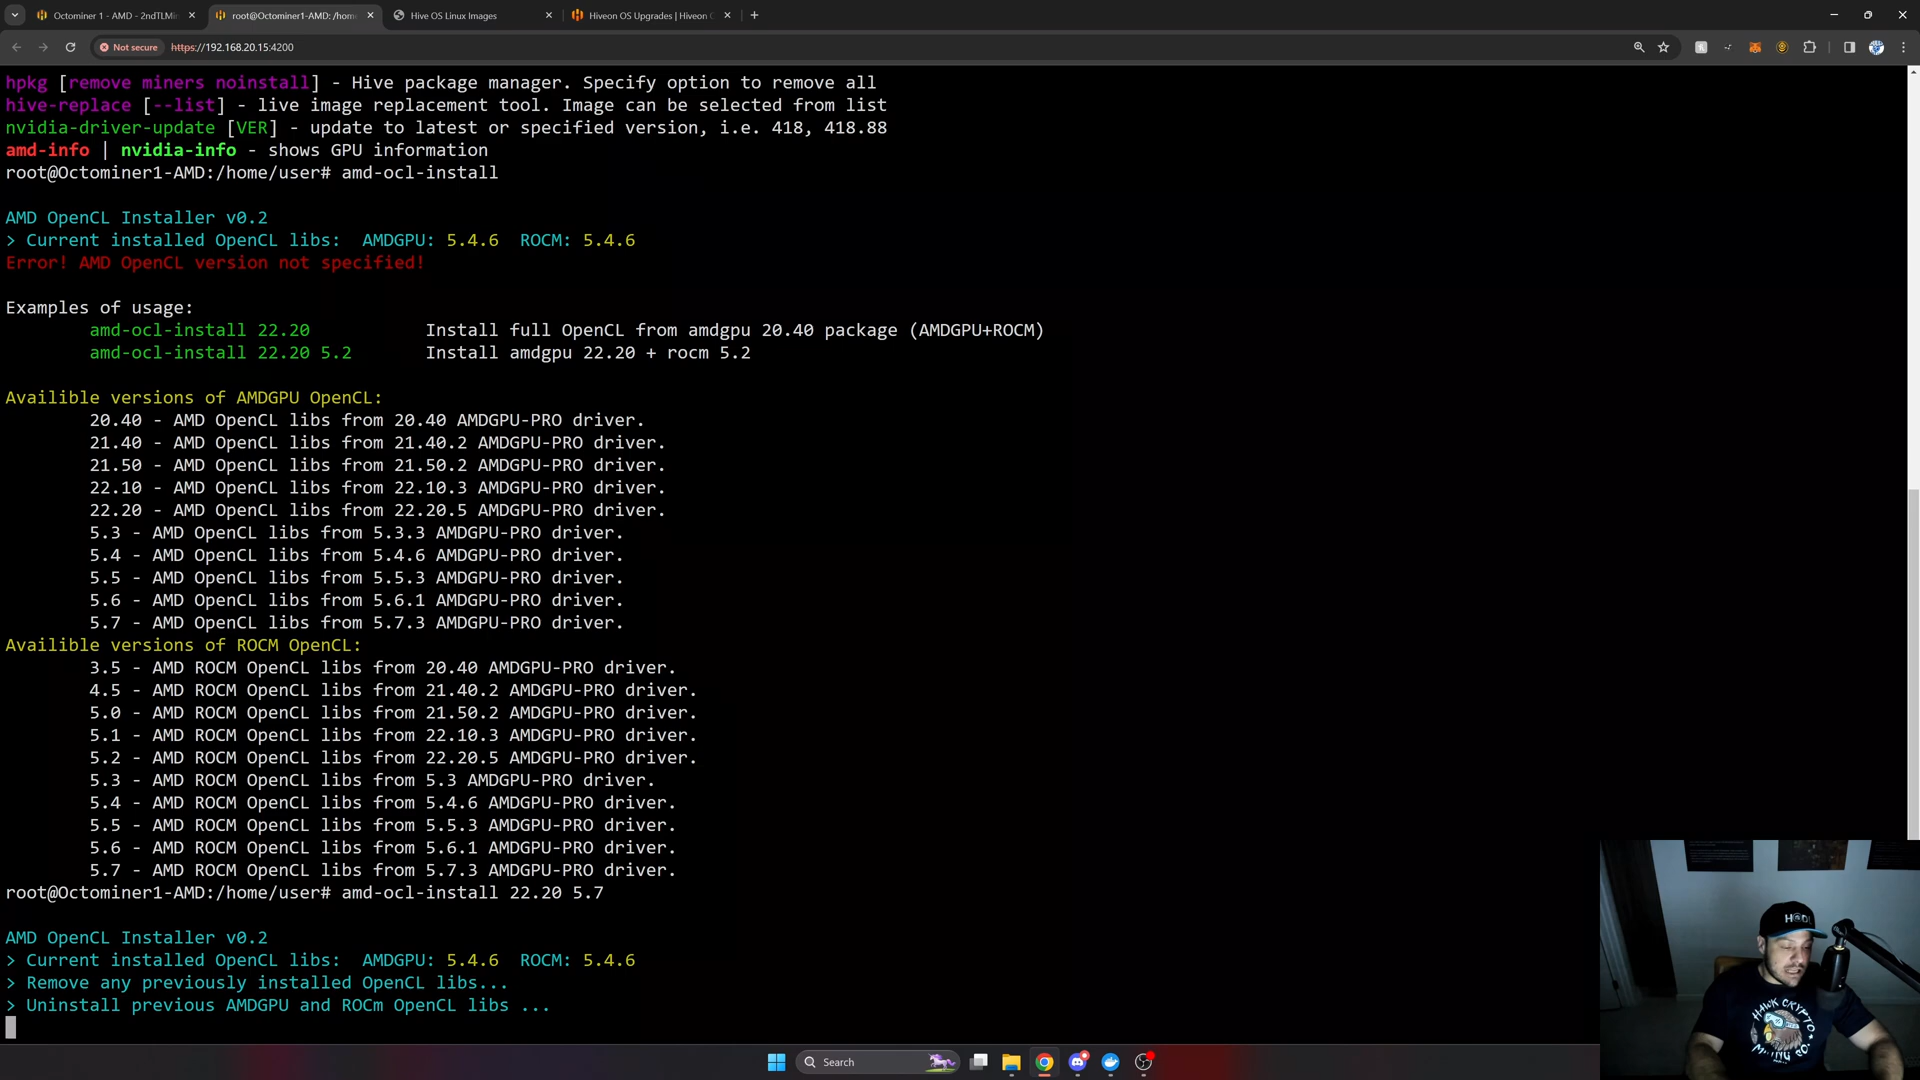 Octominer 1 - AMD - 2ndTLMin
root@Octominer1-AMD: /home
Hive OS Linux Images
Hiveon OS Upgrades | Hiveon
Not secure
https://192.168.20.15:4200
hpkg [remove miners noinstall] - Hive package manager. Specify option to remove all
hive-replace [--list] - live image replacement tool. Image can be selected from list
nvidia-driver-update [VER] - update to latest or specified version, i.e. 418, 418.88
amd-info | nvidia-info - shows GPU information
root@Octominer1-AMD:/home/user# amd-ocl-install
AMD OpenCL Installer v0.2
> Current installed OpenCL libs:  AMDGPU: 5.4.6  ROCM: 5.4.6
Error! AMD OpenCL version not specified!
Examples of usage:
amd-ocl-install 22.20 Install full OpenCL from amdgpu 20.40 package (AMDGPU+ROCM)
amd-ocl-install 22.20 5.2 Install amdgpu 22.20 + rocm 5.2
Availible versions of AMDGPU OpenCL:
20.40 - AMD OpenCL libs from 20.40 AMDGPU-PRO driver.
21.40 - AMD OpenCL libs from 21.40.2 AMDGPU-PRO driver.
21.50 - AMD OpenCL libs from 21.50.2 AMDGPU-PRO driver.
22.10 - AMD OpenCL libs from 22.10.3 AMDGPU-PRO driver.
22.20 - AMD OpenCL libs from 22.20.5 AMDGPU-PRO driver.
5.3 - AMD OpenCL libs from 5.3.3 AMDGPU-PRO driver.
5.4 - AMD OpenCL libs from 5.4.6 AMDGPU-PRO driver.
5.5 - AMD OpenCL libs from 5.5.3 AMDGPU-PRO driver.
5.6 - AMD OpenCL libs from 5.6.1 AMDGPU-PRO driver.
5.7 - AMD OpenCL libs from 5.7.3 AMDGPU-PRO driver.
Availible versions of ROCM OpenCL:
3.5 - AMD ROCM OpenCL libs from 20.40 AMDGPU-PRO driver.
4.5 - AMD ROCM OpenCL libs from 21.40.2 AMDGPU-PRO driver.
5.0 - AMD ROCM OpenCL libs from 21.50.2 AMDGPU-PRO driver.
5.1 - AMD ROCM OpenCL libs from 22.10.3 AMDGPU-PRO driver.
5.2 - AMD ROCM OpenCL libs from 22.20.5 AMDGPU-PRO driver.
5.3 - AMD ROCM OpenCL libs from 5.3 AMDGPU-PRO driver.
5.4 - AMD ROCM OpenCL libs from 5.4.6 AMDGPU-PRO driver.
5.5 - AMD ROCM OpenCL libs from 5.5.3 AMDGPU-PRO driver.
5.6 - AMD ROCM OpenCL libs from 5.6.1 AMDGPU-PRO driver.
5.7 - AMD ROCM OpenCL libs from 5.7.3 AMDGPU-PRO driver.
root@Octominer1-AMD:/home/user# amd-ocl-install 22.20 5.7
AMD OpenCL Installer v0.2
> Current installed OpenCL libs:  AMDGPU: 5.4.6  ROCM: 5.4.6
> Remove any previously installed OpenCL libs...
> Uninstall previous AMDGPU and ROCm OpenCL libs ...
HODL
HAWK CRYPTO
MINING
Search